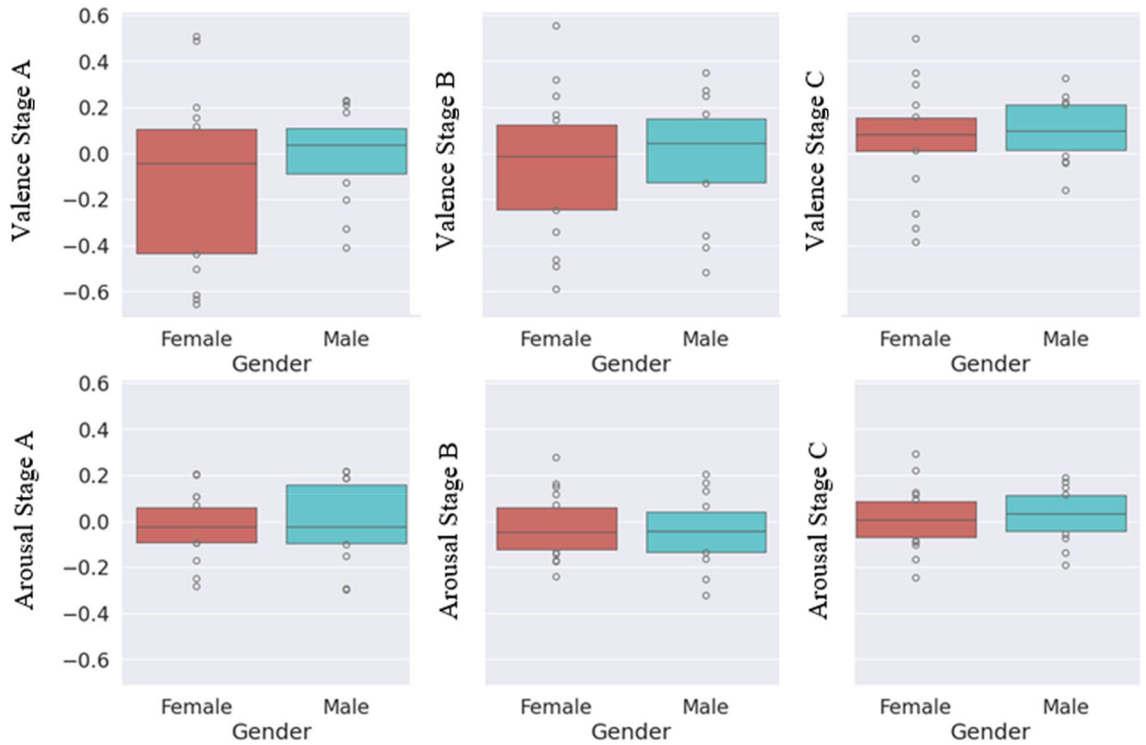 Valence Stage A
0.6
0.4
0.2
0.0
−0.2
−0.4
−0.6
Female Male
Gender
Valence Stage B
Female Male
Gender
Valence Stage C
Female Male
Gender
Arousal Stage A
0.6
0.4
0.2
0.0
−0.2
−0.4
−0.6
Female Male
Gender
Arousal Stage B
Female Male
Gender
Arousal Stage C
Female Male
Gender